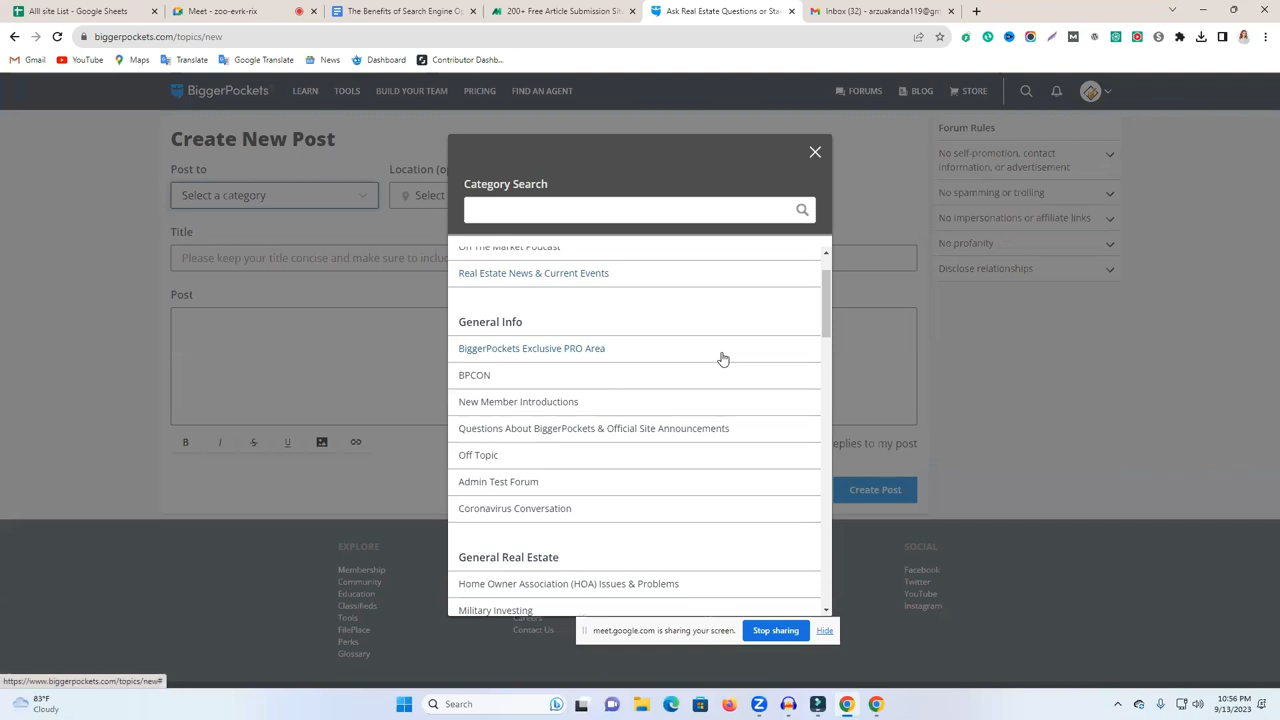 All site List - Google Sheets
Meet - zoo-evrk-rix
The Benefits of Search Engine Op
200+ Free Article Submission Sit
Ask Real Estate Questions or Sta
Inbox (32) - arzuakanda119@gm
biggerpockets.com/topics/new
Gmail
YouTube
Maps
Translate
Google Translate
News
Dashboard
Contributor Dashb...
BiggerPockets
LEARN
TOOLS
BUILD YOUR TEAM
PRICING
FIND AN AGENT
FORUMS
BLOG
STORE
Create New Post
Post to
Location (op
Select a category
Select
Title
Please keep your title concise and make sure to inclu
Post
B I S U
eplies to my post
Create Post
Forum Rules
No self-promotion, contact
information, or advertisement
No spamming or trolling
No impersonations or affiliate links
No profanity
Disclose relationships
Category Search
On The Market Podcast
Real Estate News & Current Events
General Info
BiggerPockets Exclusive PRO Area
BPCON
New Member Introductions
Questions About BiggerPockets & Official Site Announcements
Off Topic
Admin Test Forum
Coronavirus Conversation
General Real Estate
Home Owner Association (HOA) Issues & Problems
Military Investing
EXPLORE
Membership
Community
Education
Classifieds
Tools
FilePlace
Perks
Glossary
Careers
Contact Us
SOCIAL
Facebook
Twitter
YouTube
Instagram
meet.google.com is sharing your screen.
Stop sharing
Hide
https://www.biggerpockets.com/topics/new#
83°F
Cloudy
Search
10:56 PM
9/13/2023